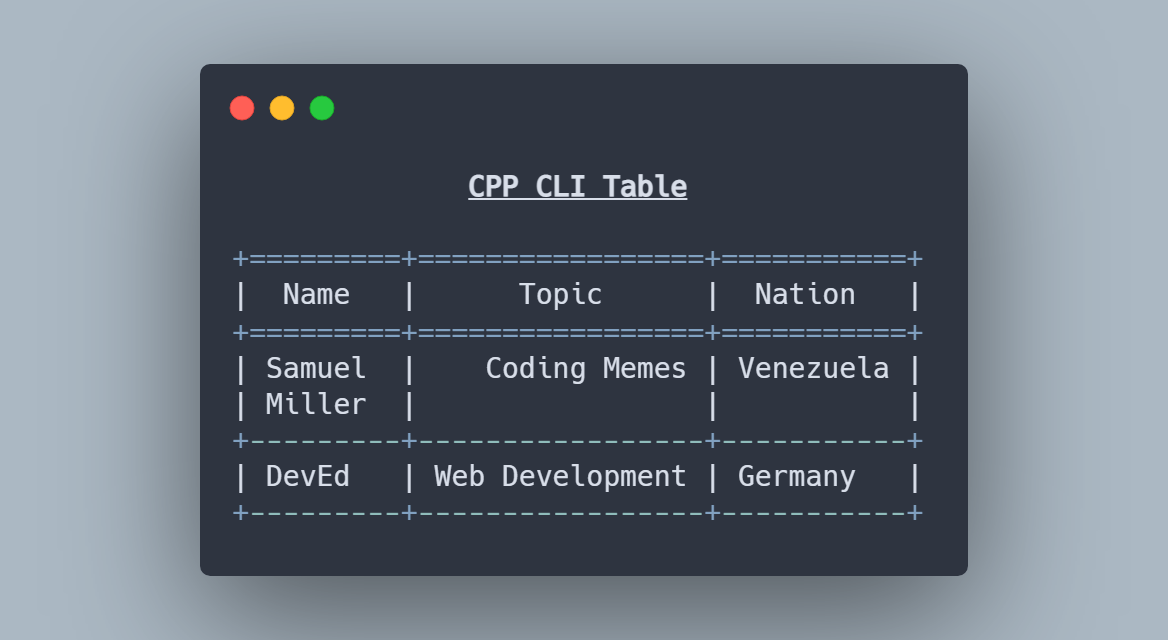 CPP CLI Table
+=========+=================+===========+
|  Name   |      Topic      |  Nation   |
+=========+=================+===========+
| Samuel  |    Coding Memes | Venezuela |
| Miller  |                 |           |
+---------+-----------------+-----------+
| DevEd   | Web Development | Germany   |
+---------+-----------------+-----------+